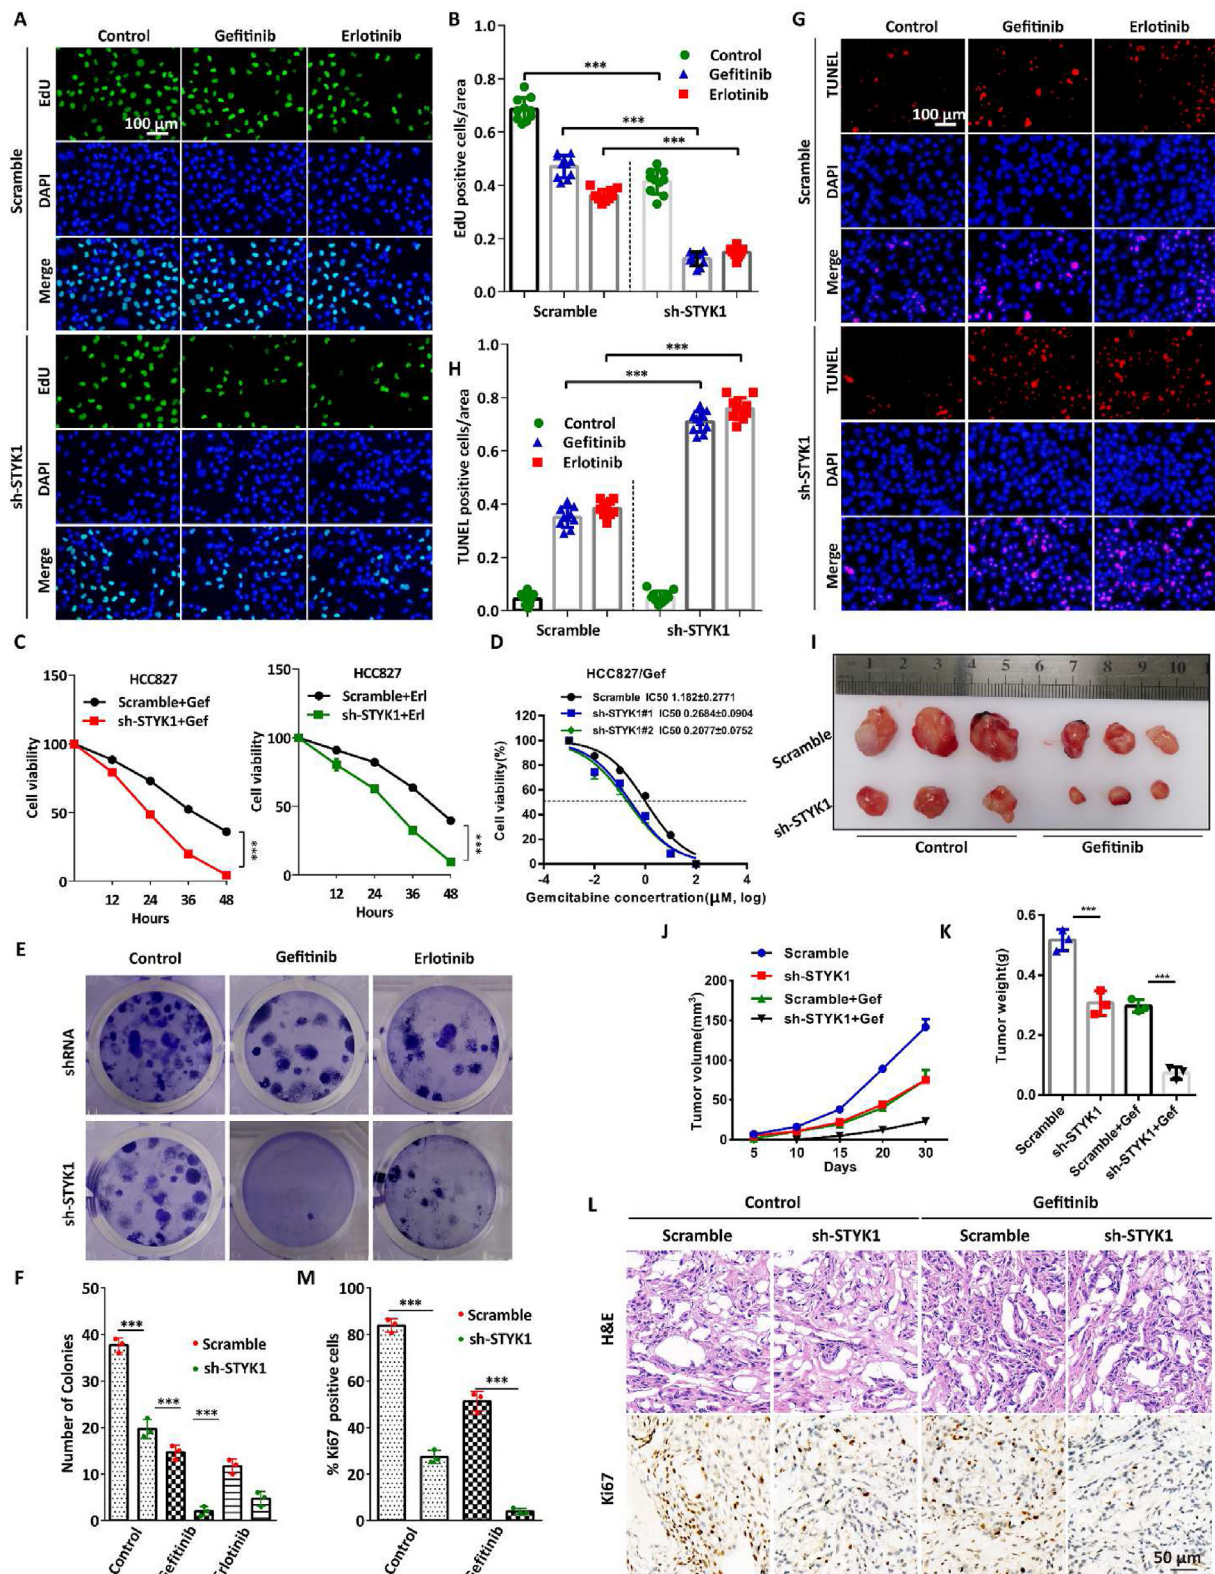 A
Control Gefitinib Erlotinib
Scramble
EdU
100 μm
DAPI
Merge
sh-STYK1
EdU
DAPI
Merge
B
Control
Gefitinib
Erlotinib
EdU positive cells/area
0.8
0.6
0.4
0.2
0.0
***
***
***
Scramble sh-STYK1
H
Control
Gefitinib
Erlotinib
TUNEL positive cells/area
1.0
0.8
0.6
0.4
0.2
0.0
***
***
Scramble sh-STYK1
G
Control Gefitinib Erlotinib
Scramble
TUNEL
100 μm
DAPI
Merge
sh-STYK1
TUNEL
DAPI
Merge
C
HCC827
Scramble+Gef
sh-STYK1+Gef
Cell viability
150
100
50
0
12 24 36 48
Hours
***
HCC827
Scramble+Erl
sh-STYK1+Erl
Cell viability
150
100
50
0
12 24 36 48
Hours
***
D
HCC827/Gef
Scramble IC50 1.182±0.2771
sh-STYK1#1 IC50 0.2684±0.0904
sh-STYK1#2 IC50 0.2077±0.0752
Cell viability(%)
120
100
80
60
40
20
0
-4 -2 0 2 4
Gemcitabine concertration(μM, log)
I
1 2 3 4 5 6 7 8 9 10
Scramble
sh-STYK1
Control Gefitinib
E
Control Gefitinib Erlotinib
shRNA
sh-STYK1
J
Scramble
sh-STYK1
Scramble+Gef
sh-STYK1+Gef
Tumor volume(mm³)
200
150
100
50
0
5 10 15 20 30
Days
K
Tumor weight(g)
0.6
0.4
0.2
0.0
***
***
Scramble
sh-STYK1
Scramble+Gef
sh-STYK1+Gef
F
Number of Colonies
50
40
30
20
10
0
Scramble
sh-STYK1
***
***
***
Control
Gefitinib
Erlotinib
M
% Ki67 positive cells
100
80
60
40
20
0
Scramble
sh-STYK1
***
***
Control
Gefitinib
L
Control Gefitinib
Scramble sh-STYK1 Scramble sh-STYK1
H&E
Ki67
50 μm